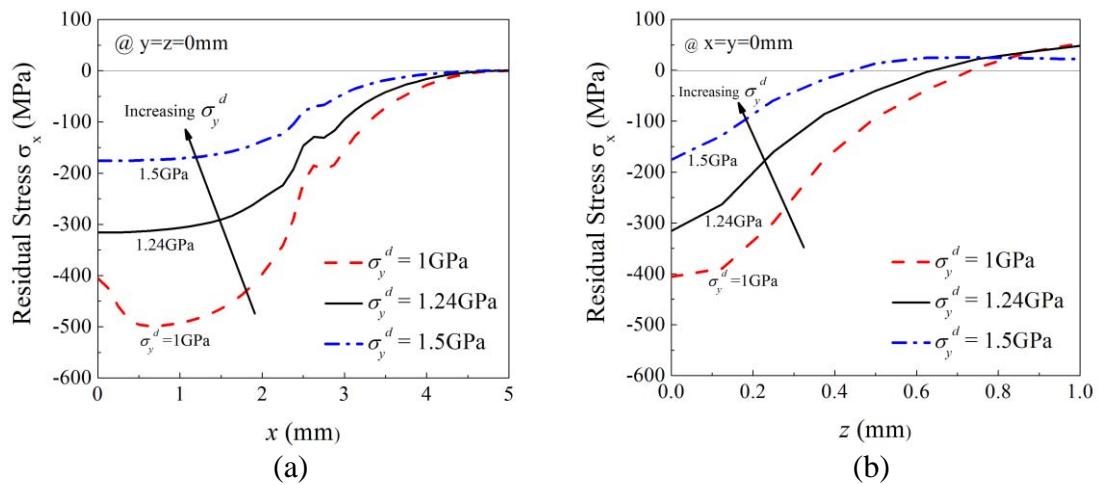 100
0
-100
-200
-300
-400
-500
-600
Residual Stress σ_x (MPa)
@ y=z=0mm
Increasing σ_y^d
1.5GPa
1.24GPa
σ_y^d=1GPa
σ_y^d = 1GPa
σ_y^d = 1.24GPa
σ_y^d = 1.5GPa
0 1 2 3 4 5
x (mm)
(a)
100
0
-100
-200
-300
-400
-500
-600
Residual Stress σ_x (MPa)
@ x=y=0mm
Increasing σ_y^d
1.5GPa
1.24GPa
σ_y^d=1GPa
σ_y^d = 1GPa
σ_y^d = 1.24GPa
σ_y^d = 1.5GPa
0.0 0.2 0.4 0.6 0.8 1.0
z (mm)
(b)